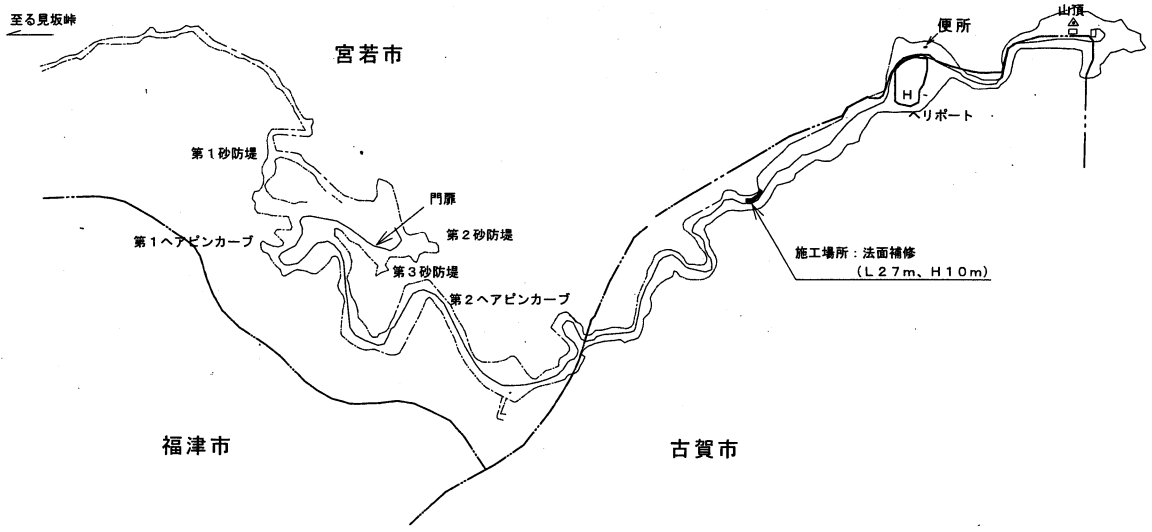 至る見坂峠
山頂
便所
宮若市
H
ヘリポート
第1砂防堤
門扉
第2砂防堤
第1ヘアピンカーブ
第3砂防堤
第2ヘアピンカーブ
施工場所：法面補修
（L27m、H10m）
福津市
古賀市